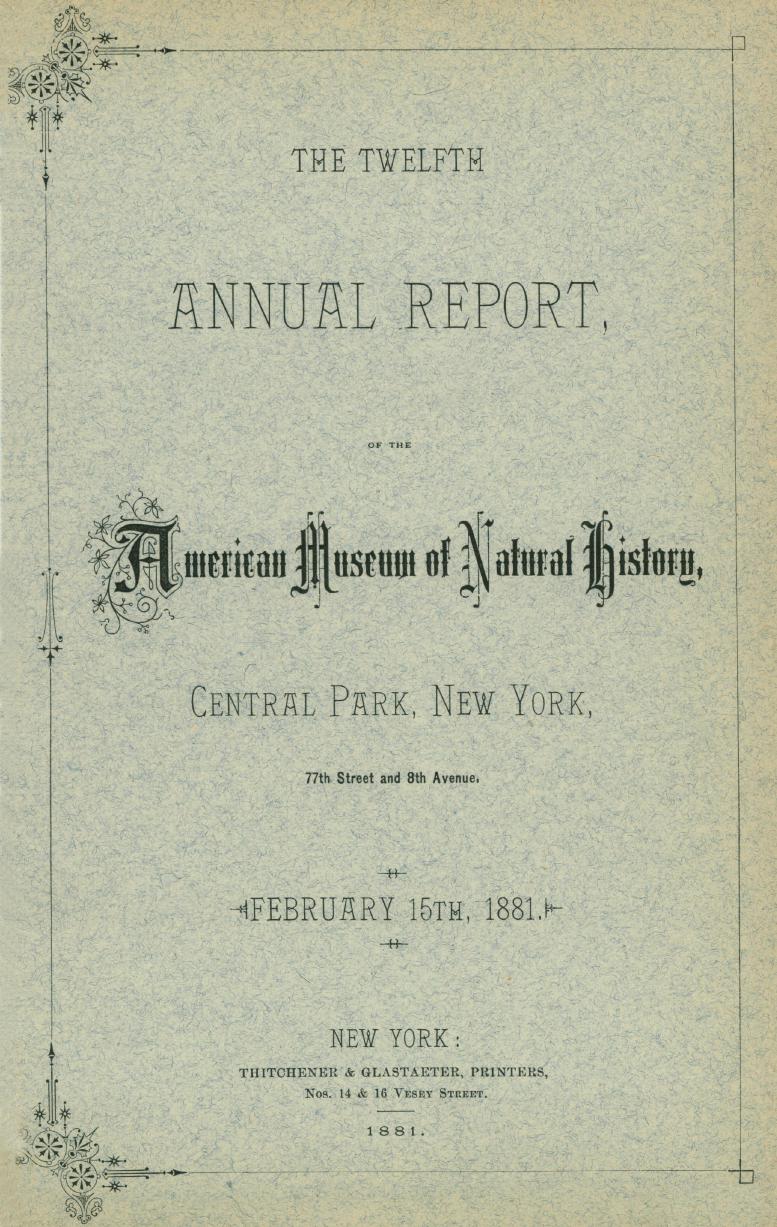 THE TWELFTH
ANNUAL REPORT,
OF THE
American Museum of Natural History,
CENTRAL PARK, NEW YORK,
77th Street and 8th Avenue.
FEBRUARY 15TH, 1881.
NEW YORK:
THITCHENER & GLASTAETER, PRINTERS,
NOS. 14 & 16 VESEY STREET.
1881.